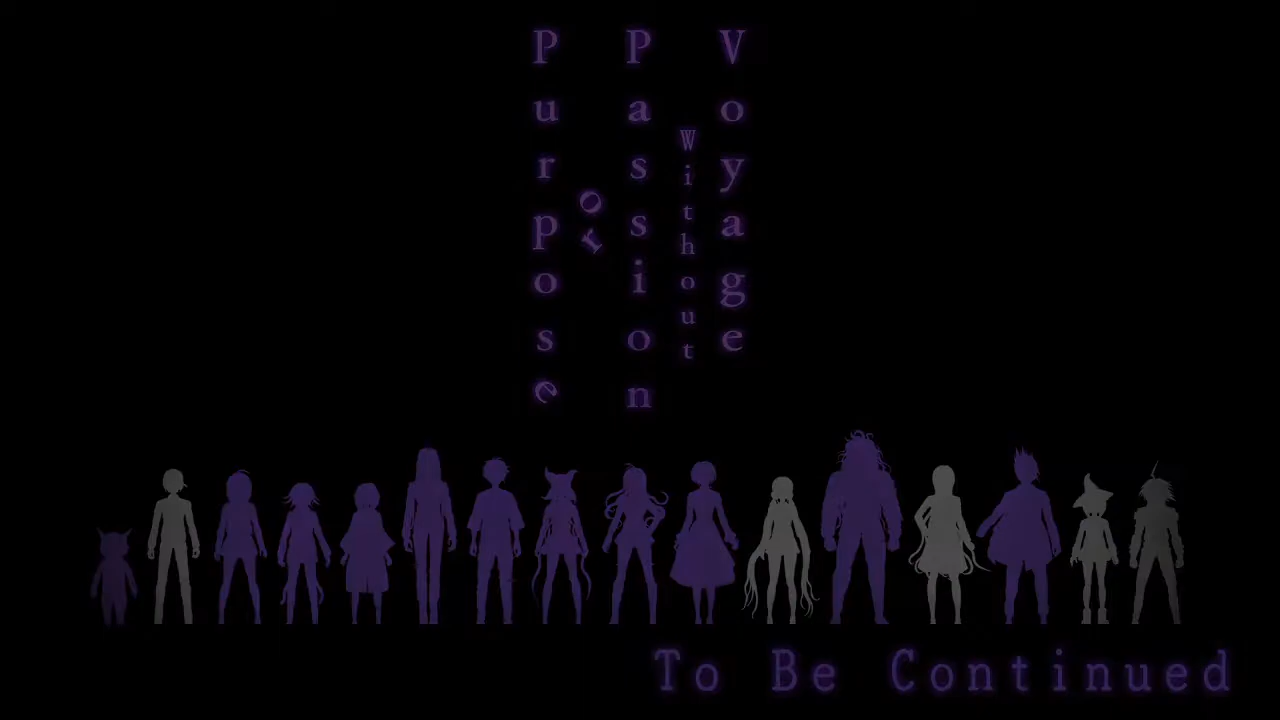 Voyage
Without
Passion
or
Purpose
To Be Continued